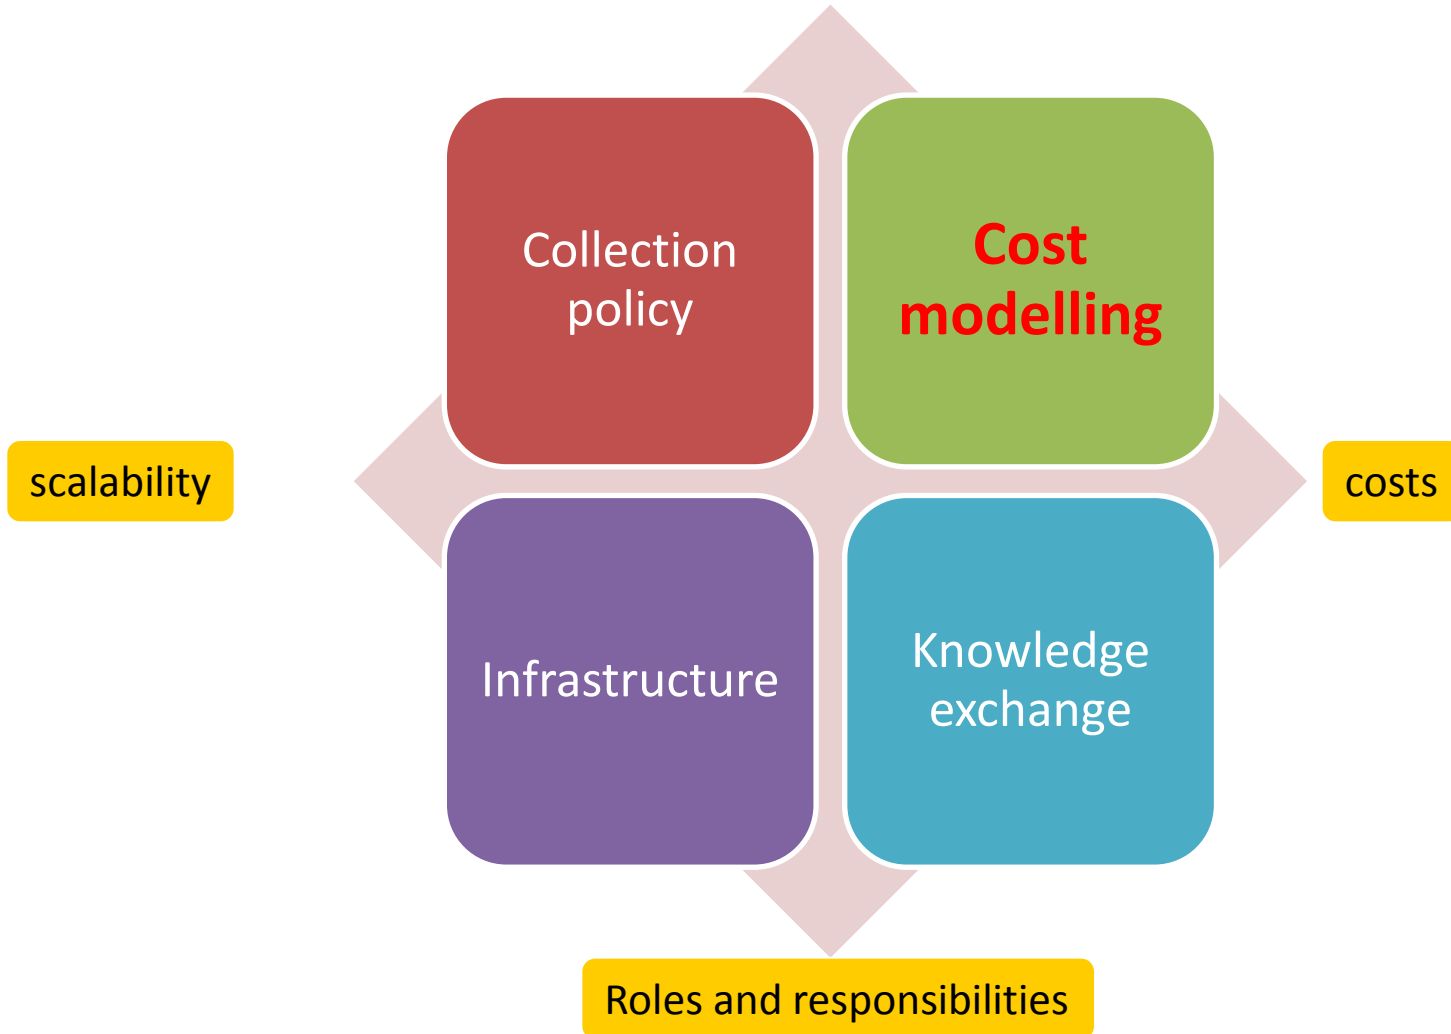 Collection
policy
Cost
modelling
scalability
costs
Infrastructure
Knowledge
exchange
Roles and responsibilities